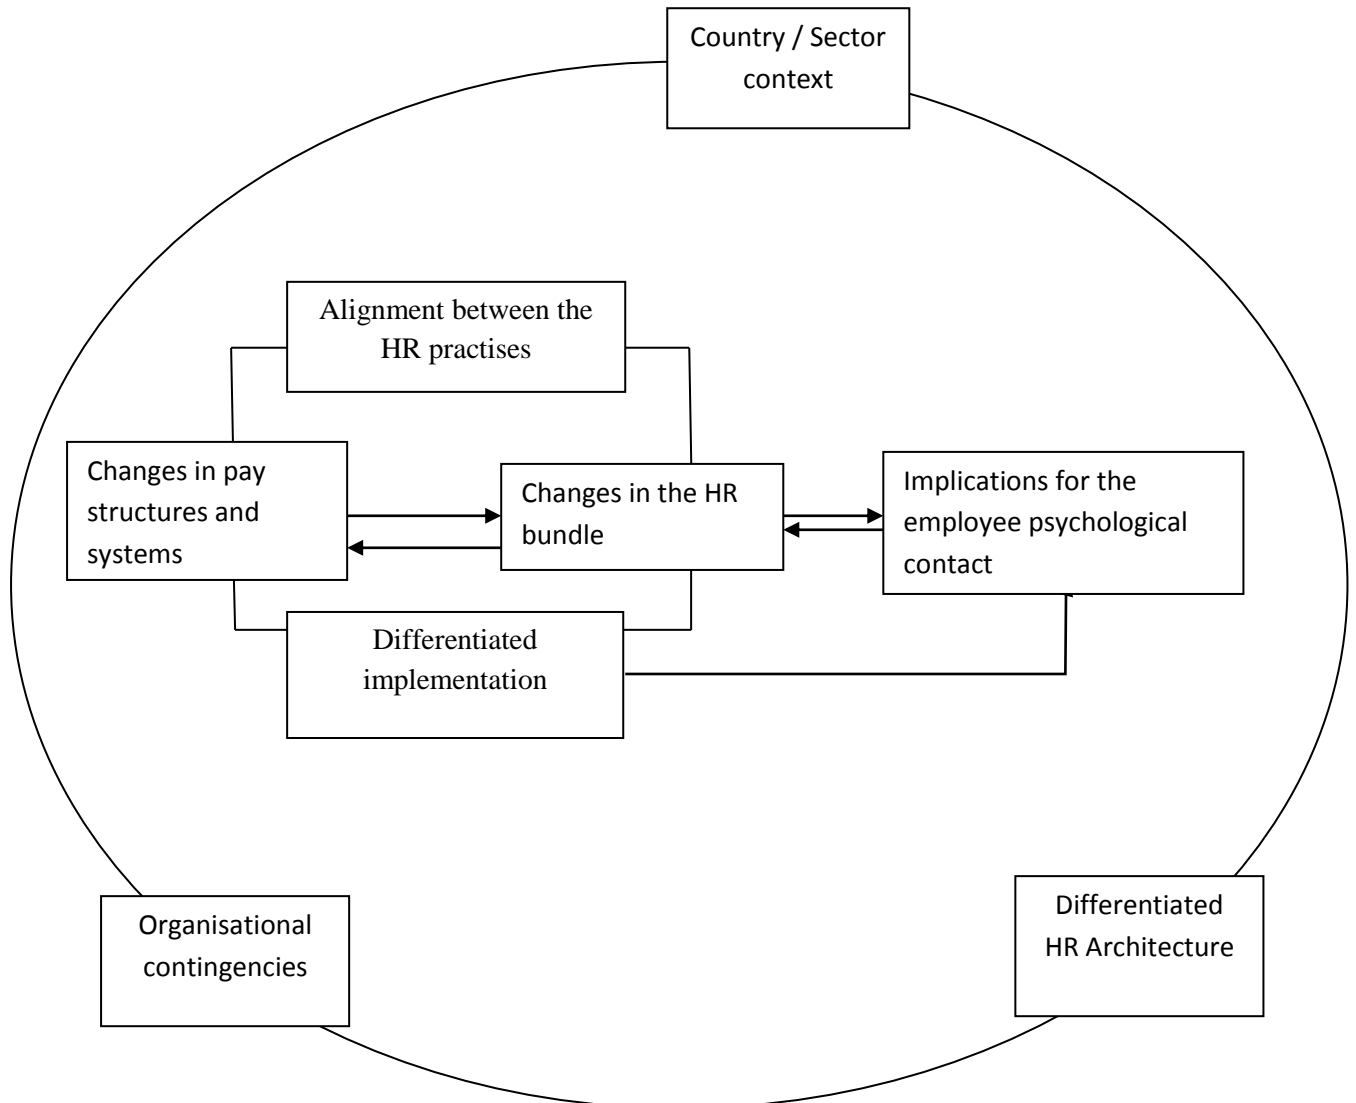 Country / Sector
context
Alignment between the
HR practises
Changes in pay
structures and
systems
Changes in the HR
bundle
Implications for the
employee psychological
contact
Differentiated
implementation
Organisational
contingencies
Differentiated
HR Architecture